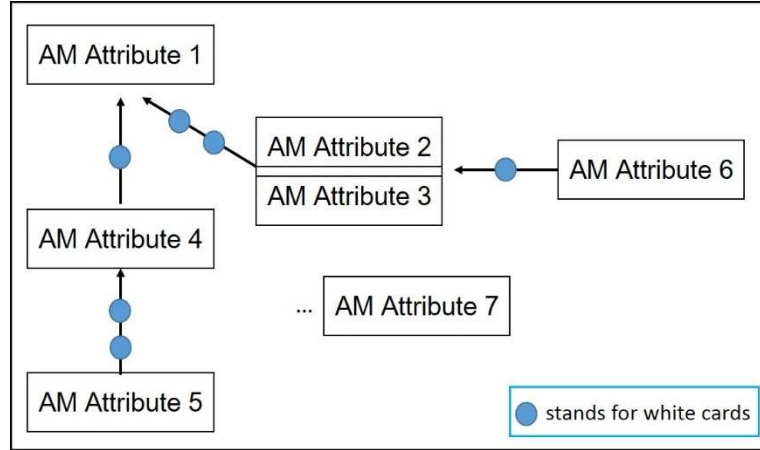 AM Attribute 1
AM Attribute 2
AM Attribute 3
AM Attribute 6
AM Attribute 4
... AM Attribute 7
AM Attribute 5
stands for white cards